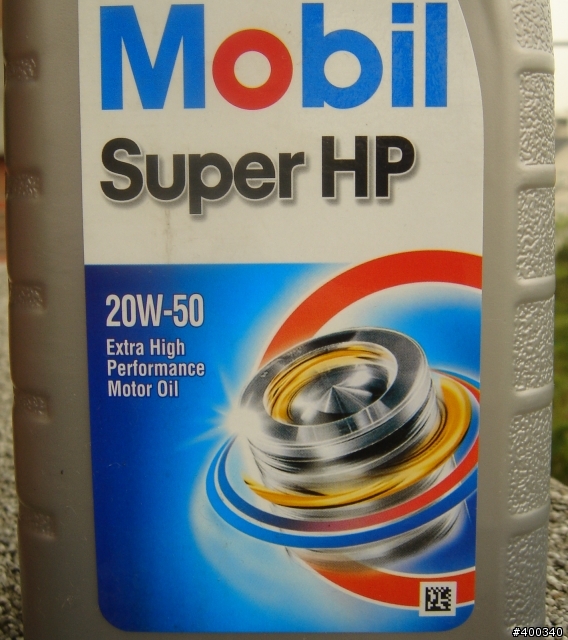 Mobil
Super HP
20W-50
Extra High
Performance
Motor Oil
#400340